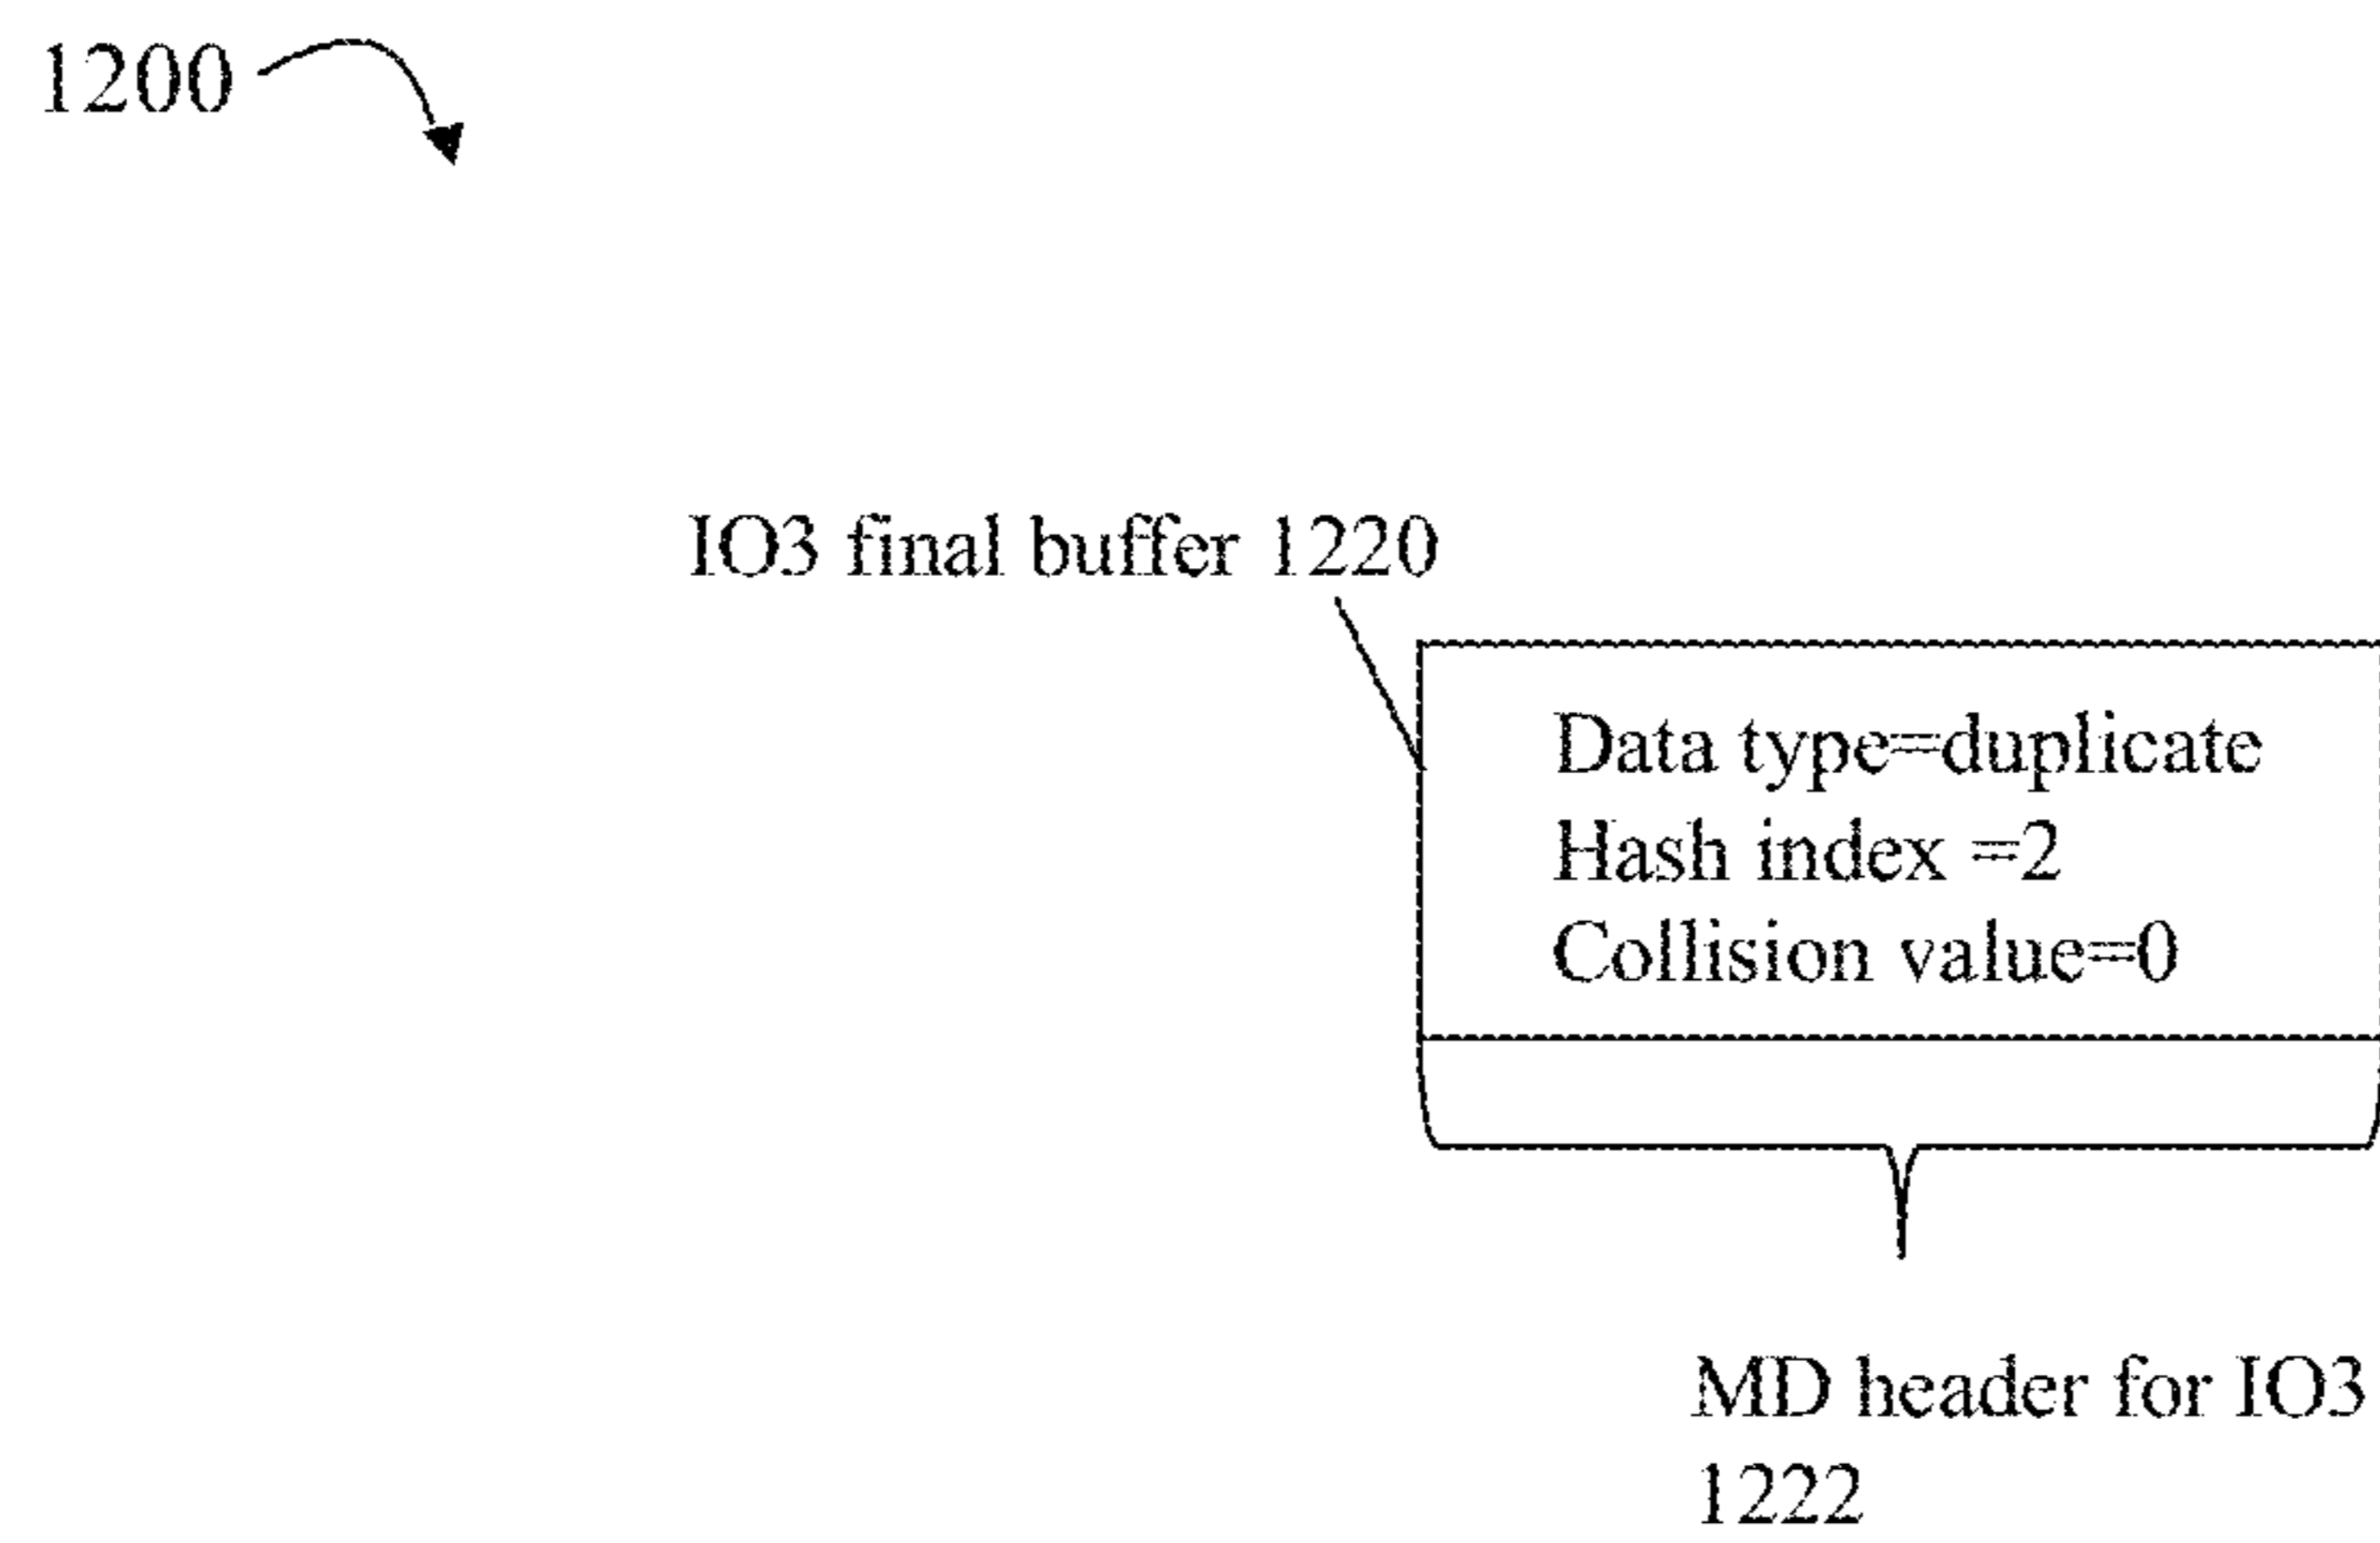 1200
IO3 final buffer 1220
Data type=duplicate
Hash index =2
Collision value=0
MD header for IO3
1222